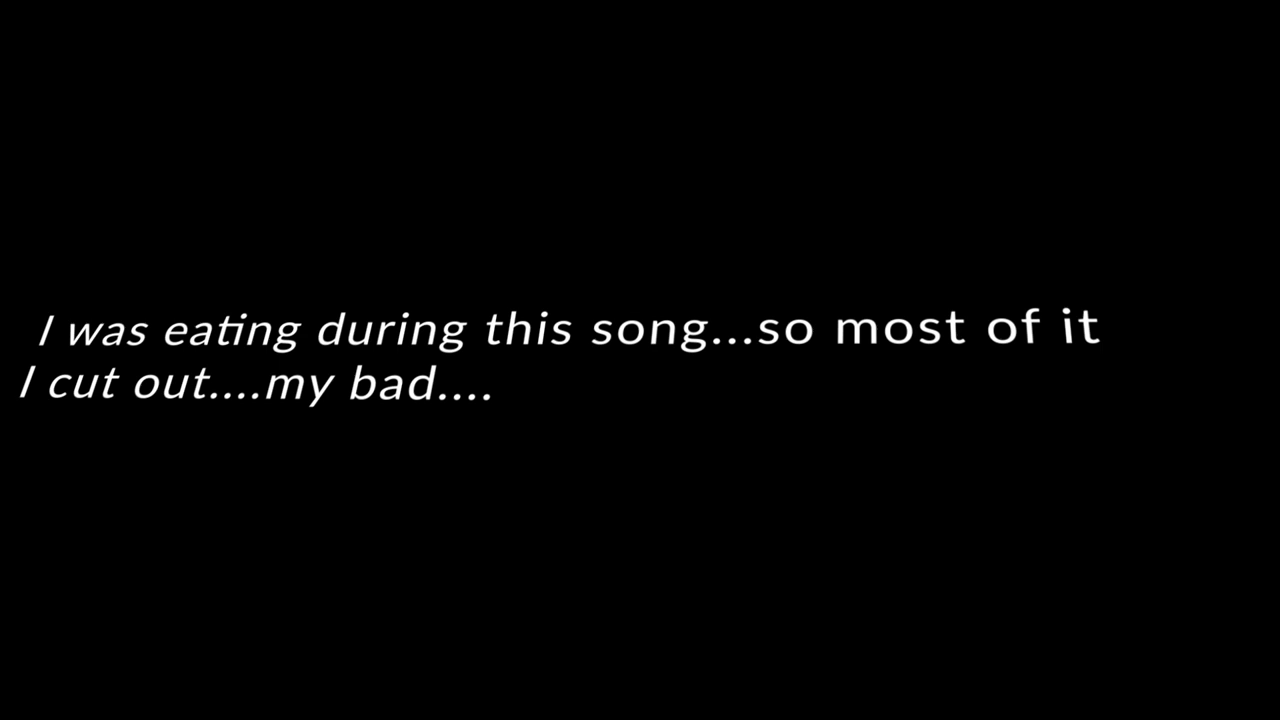 I was eating during this song...so most of it
I cut out....my bad....